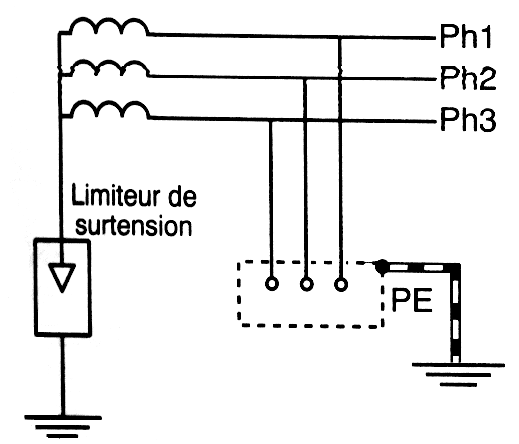 Ph1
Ph2
Ph3
Limiteur de
surtension
PE